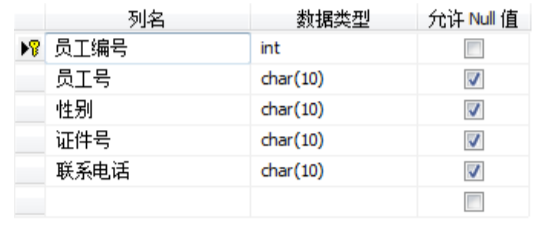 列名 数据类型 允许 Null 值
员工编号 int
员工号 char(10)
性别 char(10)
证件号 char(10)
联系电话 char(10)